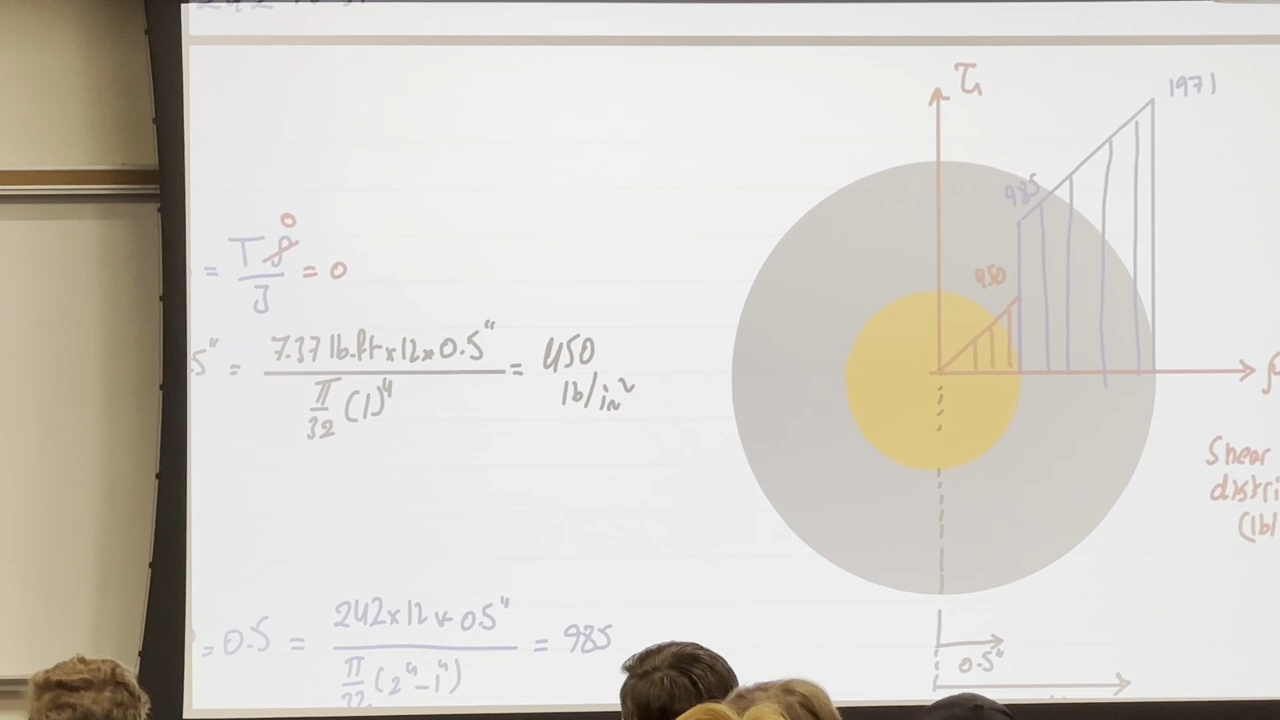 τ
1971
985
450
= Tρ/J = 0
0
5" = 7.37 lb.ft x 12 x 0.5" / π/32 (1)⁴ = 450 lb/in²
ρ
Shear
distri
(lb/
= 0.5 = 242 x 12 x 0.5" / π/32 (2⁴ - 1⁴) = 985
0.5"